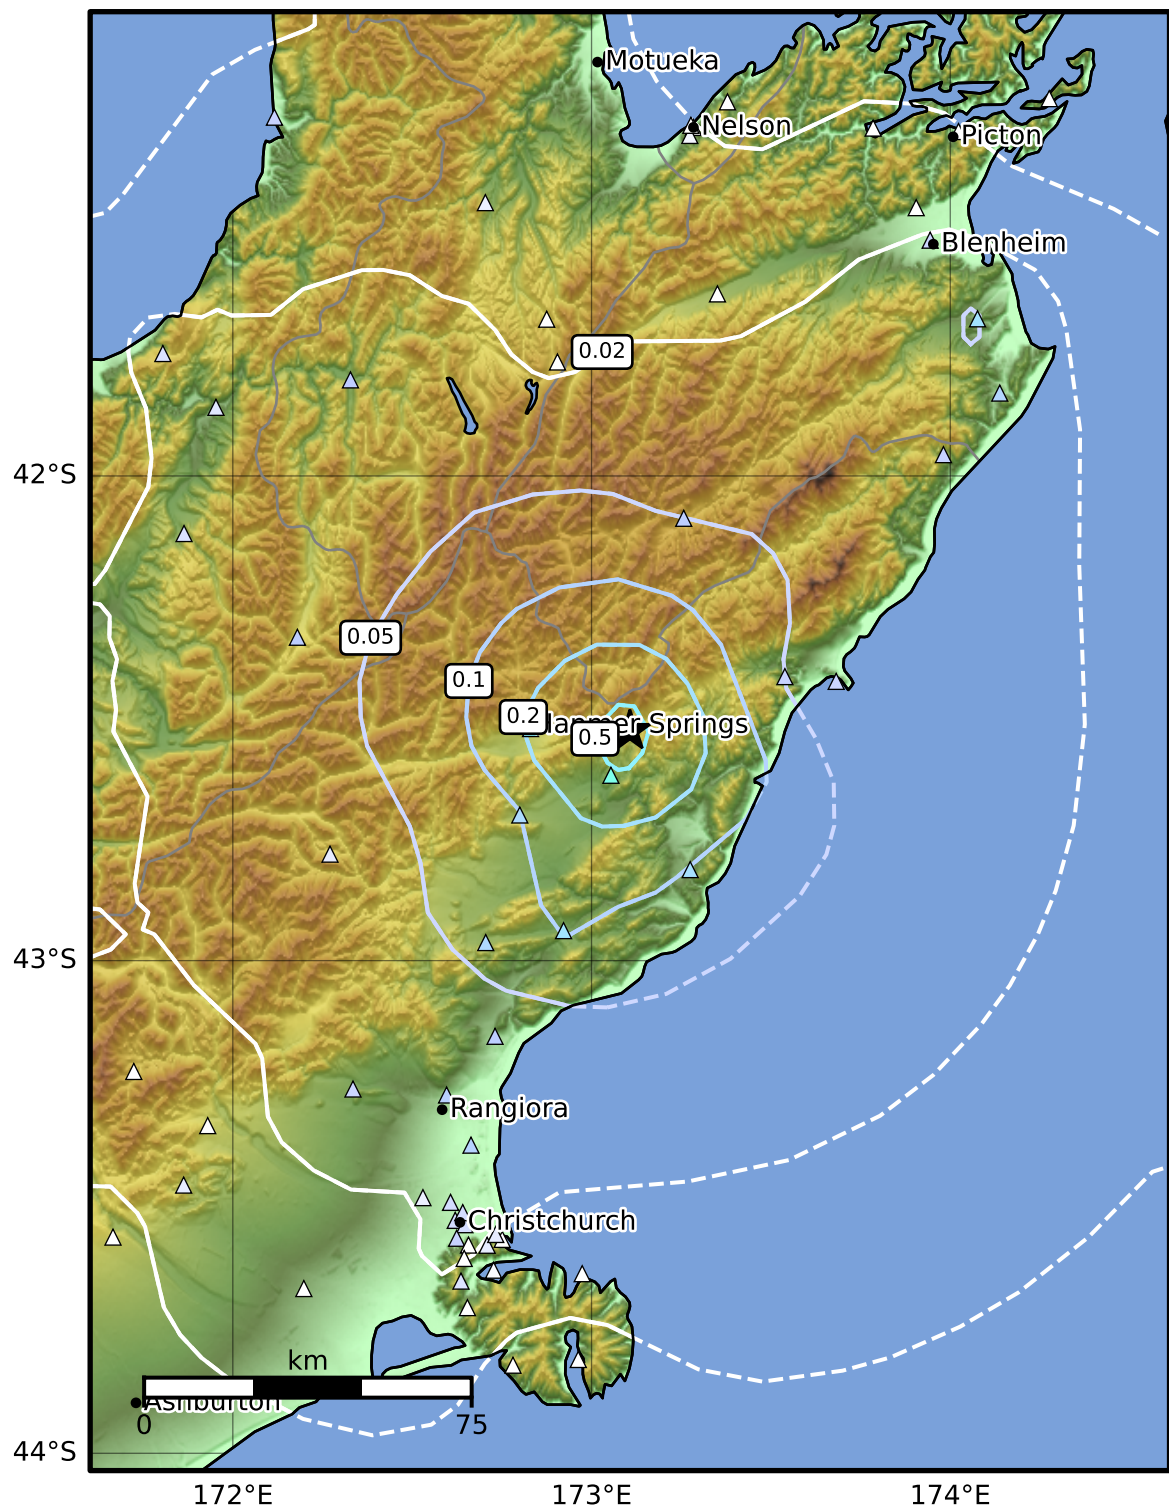 Motueka
Nelson
Picton
Blenheim
0.02
42°S
0.05
0.1
0.2
Hanmer Springs
0.5
43°S
Rangiora
Christchurch
km
Ashburton
0
75
44°S
172°E
173°E
174°E